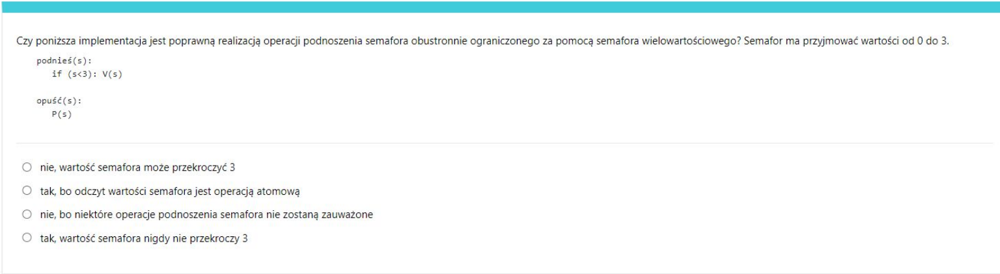 Czy poniższa implementacja jest poprawną realizacją operacji podnoszenia semafora obustronnie ograniczonego za pomocą semafora wielowartościowego? Semafor ma przyjmować wartości od 0 do 3.
podnieś(s):
if (s<3): V(s)
opuść(s):
P(s)
nie, wartość semafora może przekroczyć 3
tak, bo odczyt wartości semafora jest operacją atomową
nie, bo niektóre operacje podnoszenia semafora nie zostaną zauważone
tak, wartość semafora nigdy nie przekroczy 3